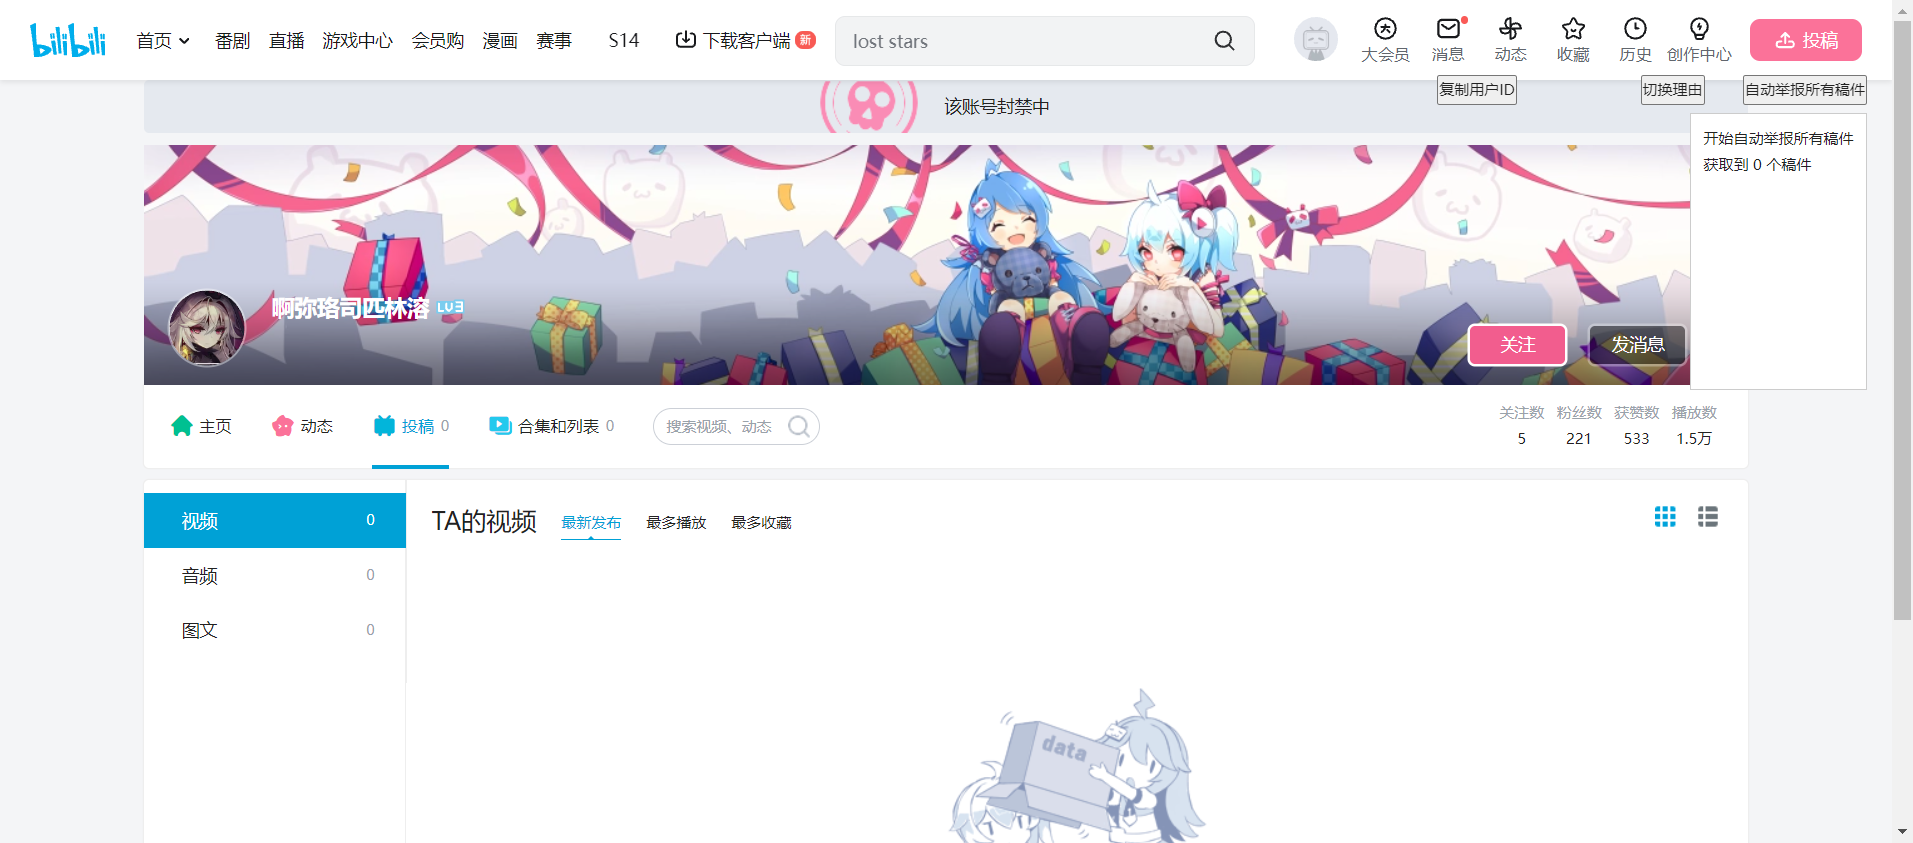 bilibili 首页 番剧 直播 游戏中心 会员购 漫画 赛事 S14 下载客户端 新 lost stars 大会员 消息 动态 收藏 历史 创作中心 投稿
复制用户ID 切换理由 自动举报所有稿件
该账号封禁中
开始自动举报所有稿件
获取到 0 个稿件
啊弥珞司匹林溶 LV3
关注 发消息
主页 动态 投稿 0 合集和列表 0 搜索视频、动态
关注数 粉丝数 获赞数 播放数
5 221 533 1.5万
视频 0
音频 0
图文 0
TA的视频 最新发布 最多播放 最多收藏
data